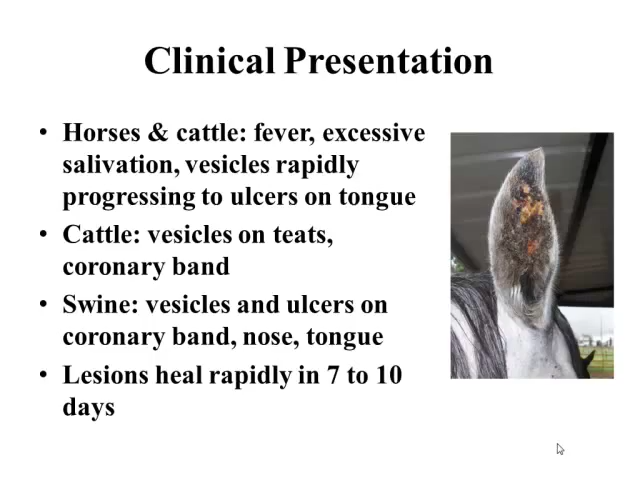 Clinical Presentation
• Horses & cattle: fever, excessive
salivation, vesicles rapidly
progressing to ulcers on tongue
• Cattle: vesicles on teats,
coronary band
• Swine: vesicles and ulcers on
coronary band, nose, tongue
• Lesions heal rapidly in 7 to 10
days